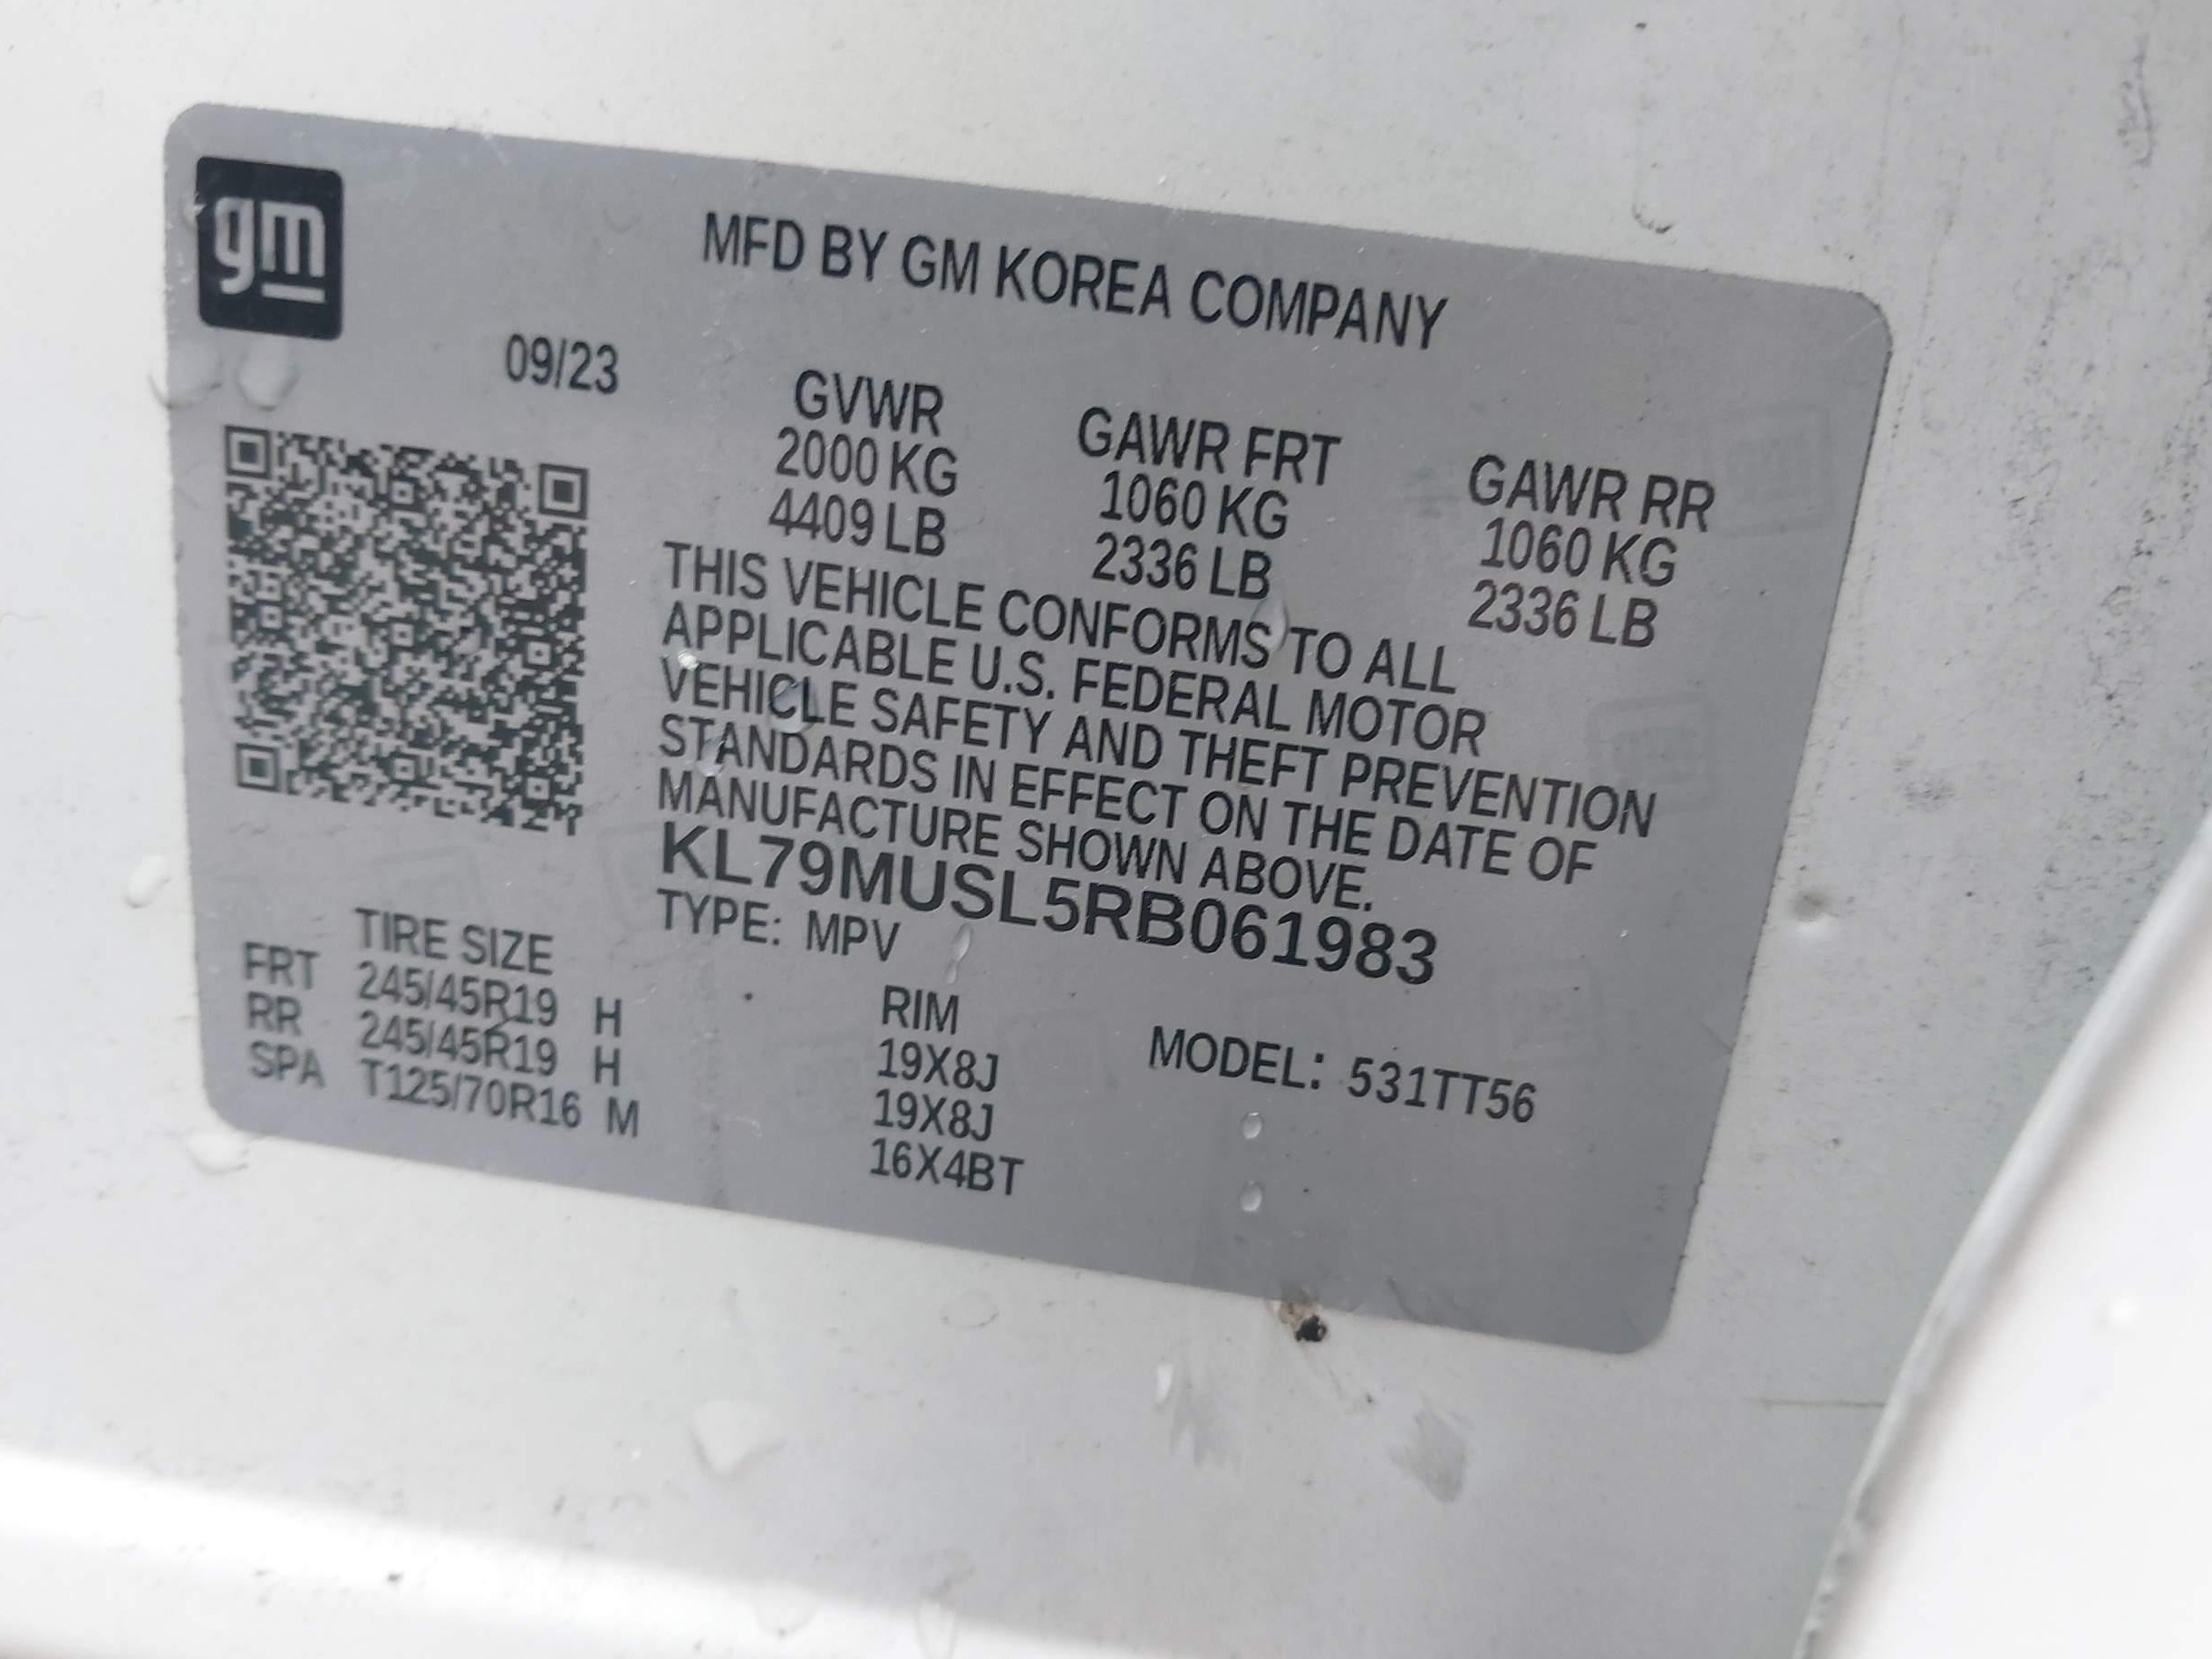 gm
MFD BY GM KOREA COMPANY
09/23
GVWR GAWR FRT GAWR RR
2000 KG 1060 KG 1060 KG
4409 LB 2336 LB 2336 LB
THIS VEHICLE CONFORMS TO ALL
APPLICABLE U.S. FEDERAL MOTOR
VEHICLE SAFETY AND THEFT PREVENTION
STANDARDS IN EFFECT ON THE DATE OF
MANUFACTURE SHOWN ABOVE.
KL79MUSL5RB061983
TYPE: MPV
TIRE SIZE RIM MODEL: 531TT56
FRT 245/45R19 H 19X8J
RR 245/45R19 H 19X8J
SPA T125/70R16 M 16X4BT